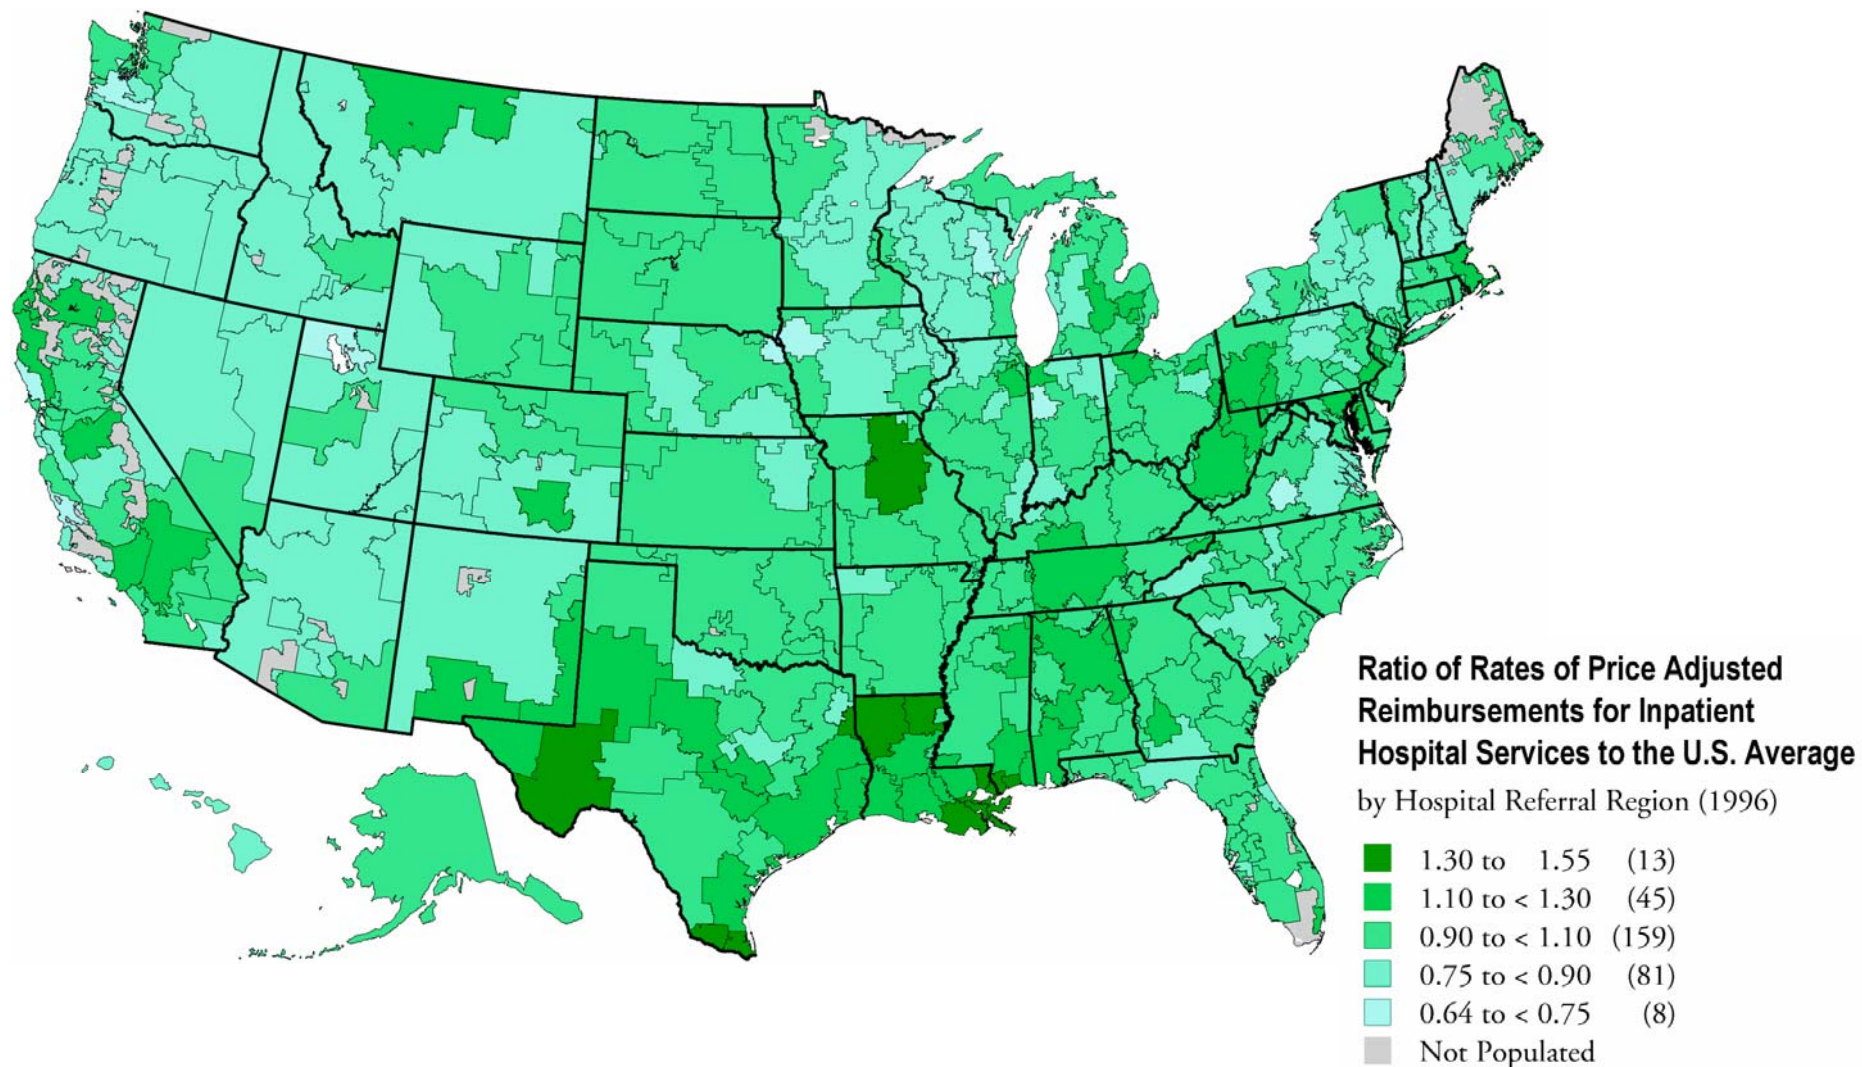 Ratio of Rates of Price Adjusted
Reimbursements for Inpatient
Hospital Services to the U.S. Average
by Hospital Referral Region (1996)
1.30 to 1.55 (13)
1.10 to < 1.30 (45)
0.90 to < 1.10 (159)
0.75 to < 0.90 (81)
0.64 to < 0.75 (8)
Not Populated